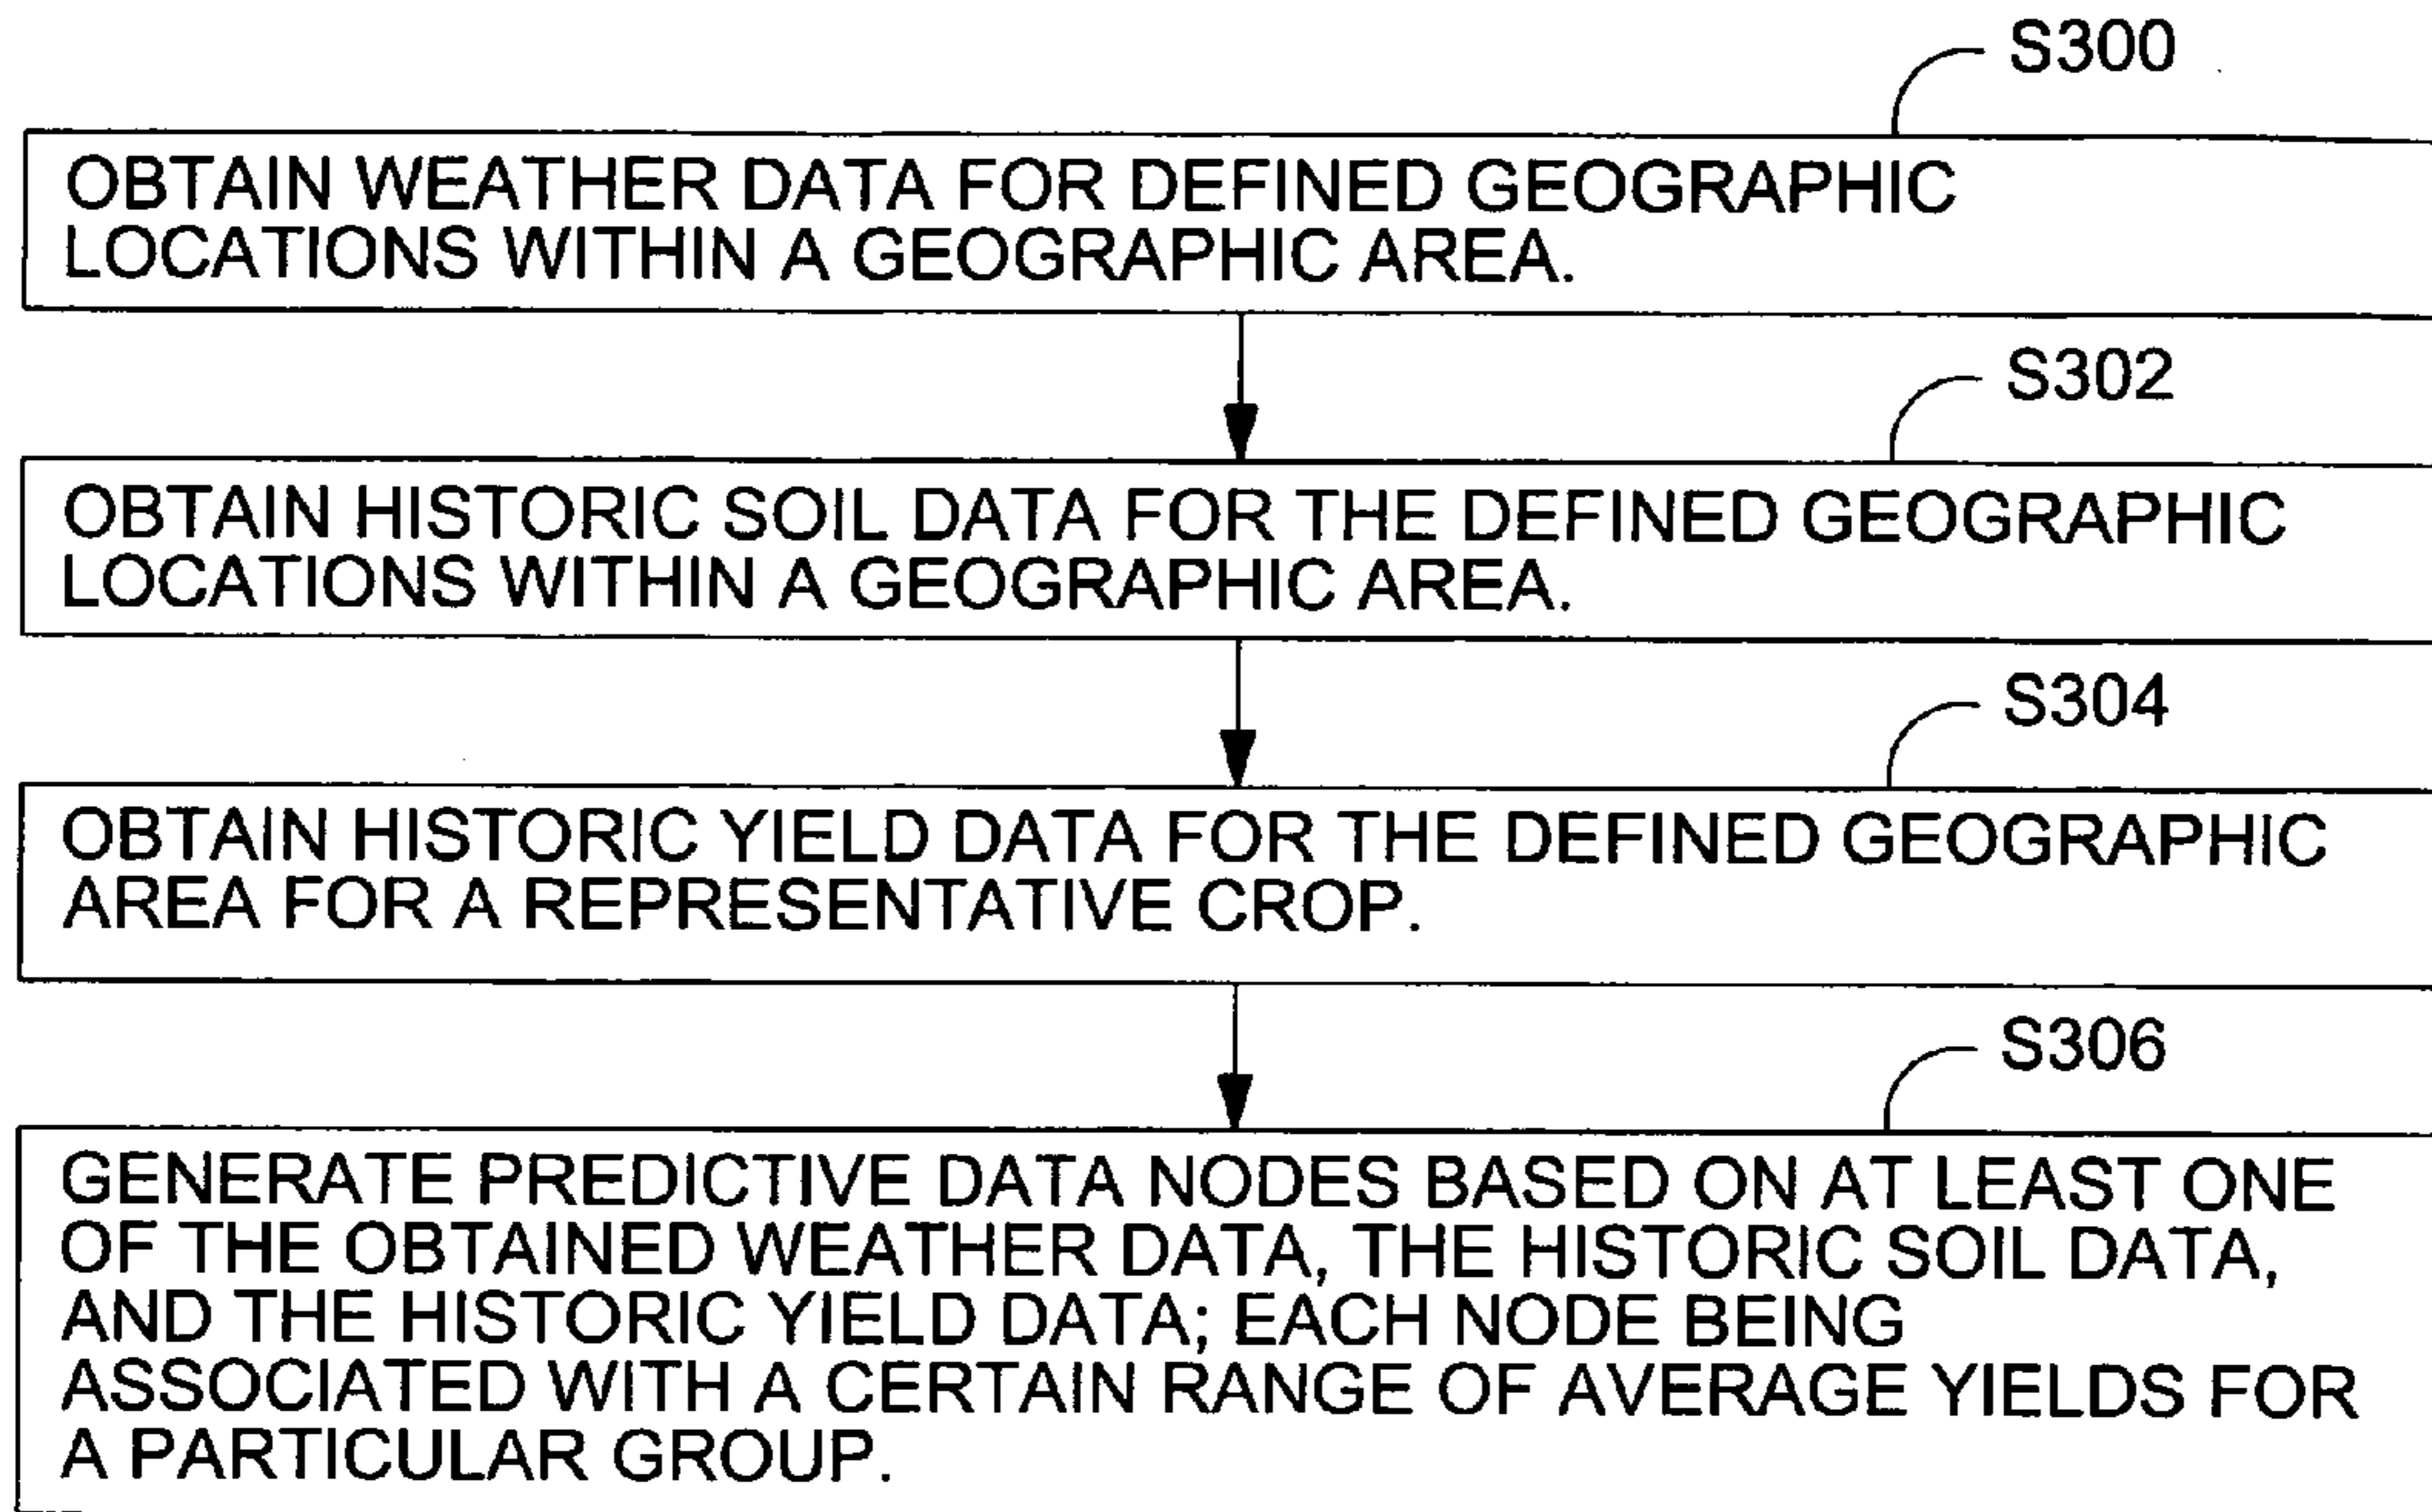 S300
OBTAIN WEATHER DATA FOR DEFINED GEOGRAPHIC
LOCATIONS WITHIN A GEOGRAPHIC AREA.
S302
OBTAIN HISTORIC SOIL DATA FOR THE DEFINED GEOGRAPHIC
LOCATIONS WITHIN A GEOGRAPHIC AREA.
S304
OBTAIN HISTORIC YIELD DATA FOR THE DEFINED GEOGRAPHIC
AREA FOR A REPRESENTATIVE CROP.
S306
GENERATE PREDICTIVE DATA NODES BASED ON AT LEAST ONE
OF THE OBTAINED WEATHER DATA, THE HISTORIC SOIL DATA,
AND THE HISTORIC YIELD DATA; EACH NODE BEING
ASSOCIATED WITH A CERTAIN RANGE OF AVERAGE YIELDS FOR
A PARTICULAR GROUP.